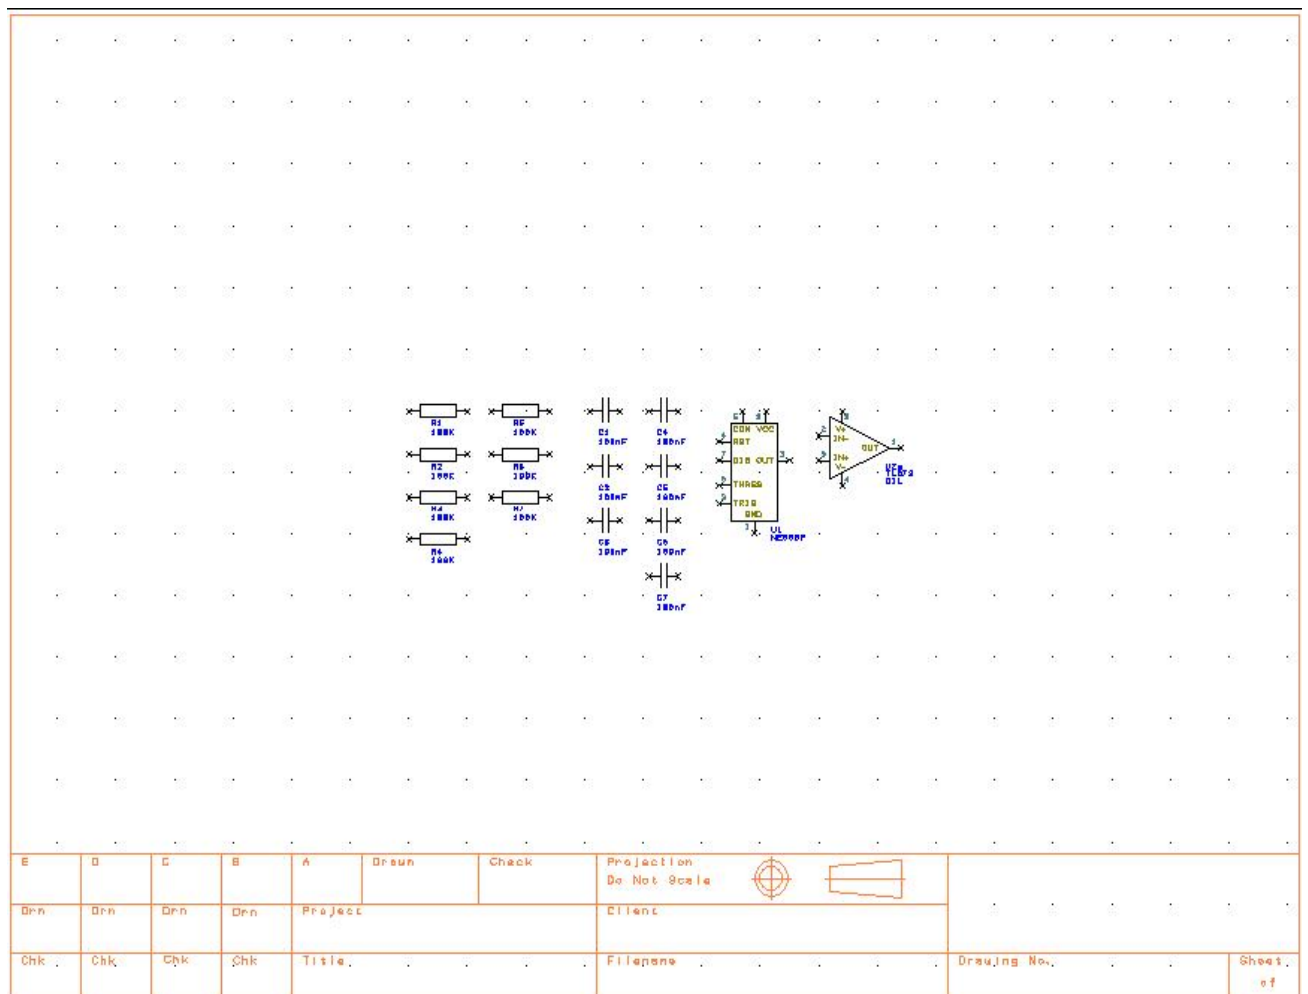 R1
100K
R5
100K
R2
100K
R6
100K
R3
100K
R7
100K
R4
100K
C1
100nF
C4
100nF
C2
100nF
C5
100nF
100nF
C6
100nF
C7
100nF
CON VCC
RST
DIS OUT
THRES
TRIG
GND
U1
V+
IN-
OUT
IN+
V-
TL072
DIL
E D C B A Drawn Check
Projection
Do Not Scale
Drn Drn Drn Drn Project Client
Chk Chk Chk Chk Title Filename Drawing No. Sheet
of